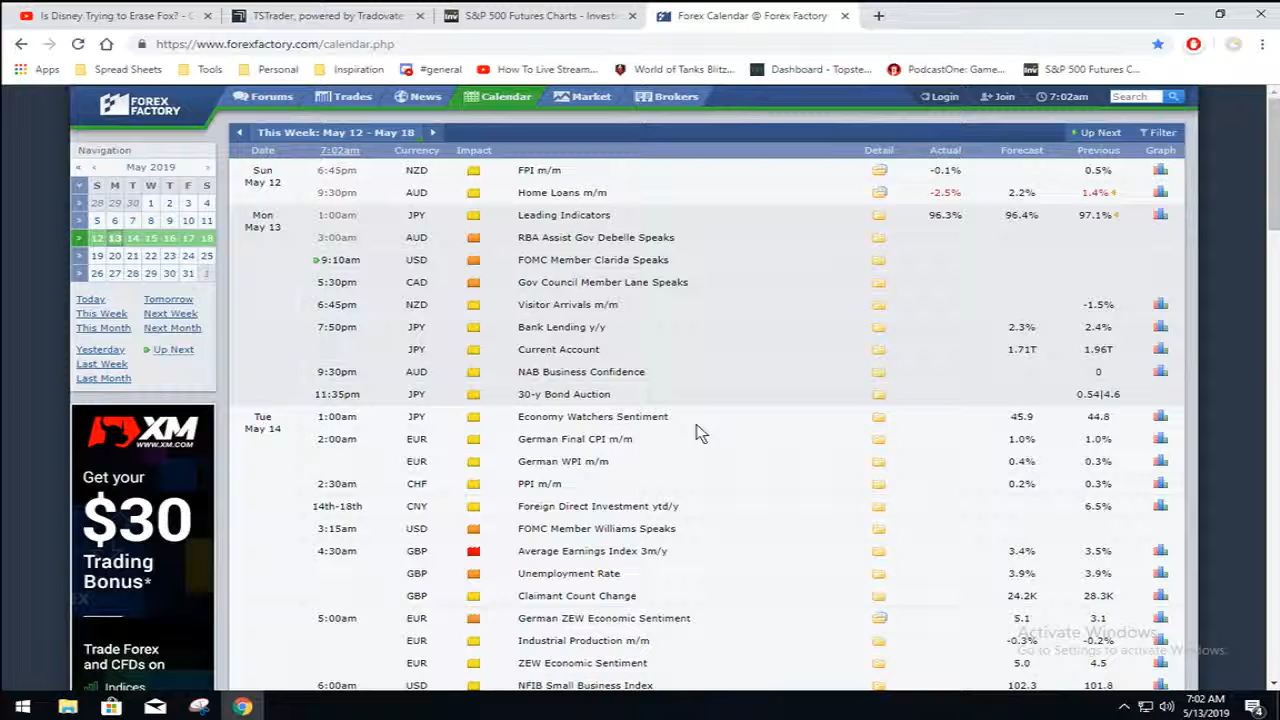 Is Disney Trying to Erase Fox? - C
TSTrader, powered by Tradovate
S&P 500 Futures Charts - Investi
Forex Calendar @ Forex Factory
https://www.forexfactory.com/calendar.php
Apps Spread Sheets Tools Personal Inspiration #general How To Live Stream... World of Tanks Blitz... Dashboard - Topste... PodcastOne: Game... S&P 500 Futures C...
FOREX FACTORY Forums Trades News Calendar Market Brokers Login Join 7:02am Search
Navigation
May 2019
S M T W T F S
28 29 30 1 2 3 4
5 6 7 8 9 10 11
12 13 14 15 16 17 18
19 20 21 22 23 24 25
26 27 28 29 30 31 1
Today Tomorrow
This Week Next Week
This Month Next Month
Yesterday Up Next
Last Week
Last Month
XM
WWW.XM.COM
Get your
$30
Trading
Bonus*
Trade Forex
and CFDs on
Indices
This Week: May 12 - May 18 Up Next Filter
Date 7:02am Currency Impact Detail Actual Forecast Previous Graph
Sun May 12 6:45pm NZD FPI m/m -0.1% 0.5%
9:30pm AUD Home Loans m/m -2.5% 2.2% 1.4%
Mon May 13 1:00am JPY Leading Indicators 96.3% 96.4% 97.1%
3:00am AUD RBA Assist Gov Debelle Speaks
9:10am USD FOMC Member Clarida Speaks
5:30pm CAD Gov Council Member Lane Speaks
6:45pm NZD Visitor Arrivals m/m -1.5%
7:50pm JPY Bank Lending y/y 2.3% 2.4%
JPY Current Account 1.71T 1.96T
9:30pm AUD NAB Business Confidence 0
11:35pm JPY 30-y Bond Auction 0.54|4.6
Tue May 14 1:00am JPY Economy Watchers Sentiment 45.9 44.8
2:00am EUR German Final CPI m/m 1.0% 1.0%
EUR German WPI m/m 0.4% 0.3%
2:30am CHF PPI m/m 0.2% 0.3%
14th-18th CNY Foreign Direct Investment ytd/y 6.5%
3:15am USD FOMC Member Williams Speaks
4:30am GBP Average Earnings Index 3m/y 3.4% 3.5%
GBP Unemployment Rate 3.9% 3.9%
GBP Claimant Count Change 24.2K 28.3K
5:00am EUR German ZEW Economic Sentiment 5.1 3.1
EUR Industrial Production m/m -0.3% -0.2%
EUR ZEW Economic Sentiment 5.0 4.5
6:00am USD NFIB Small Business Index 102.3 101.8
Activate Windows
Go to Settings to activate Windows.
7:02 AM
5/13/2019
4